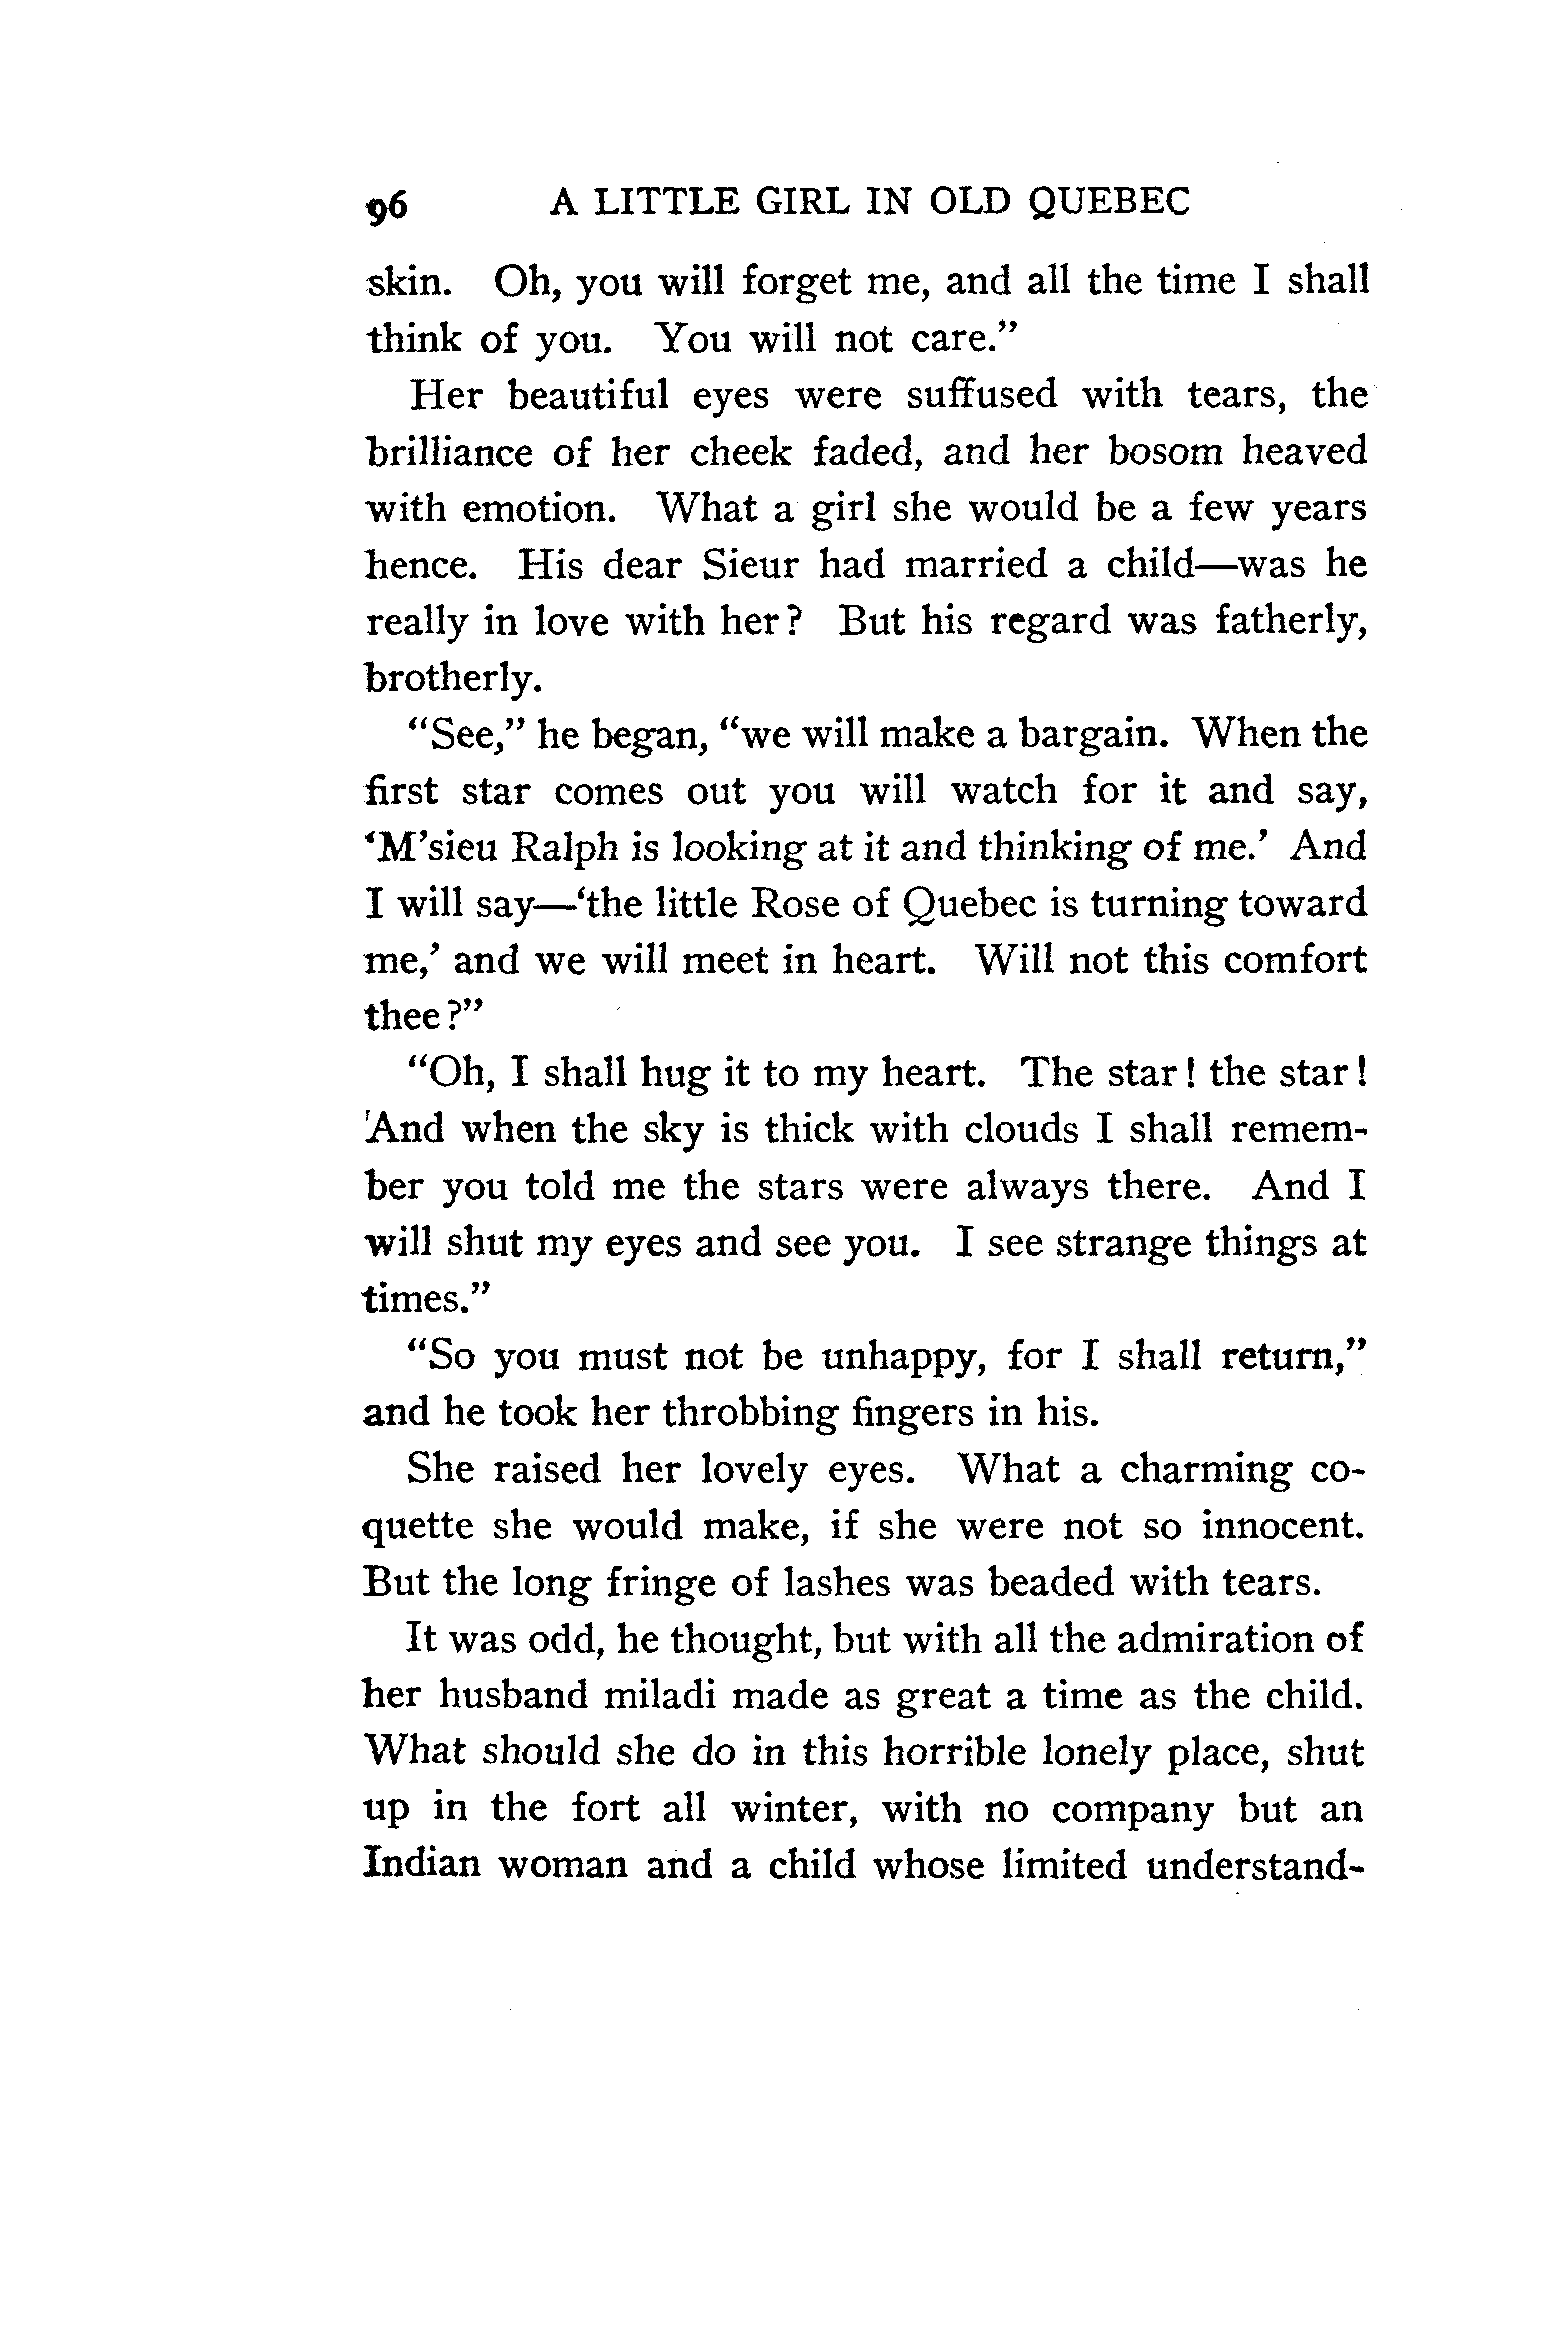 96 A LITTLE GIRL IN OLD QUEBEC
skin. Oh, you will forget me, and all the time I shall
think of you. You will not care.”
Her beautiful eyes were suffused with tears, the
brilliance of her cheek faded, and her bosom heaved
with emotion. What a girl she would be a few years
hence. His dear Sieur had married a child—was he
really in love with her? But his regard was fatherly,
brotherly.
“See,” he began, “we will make a bargain. When the
first star comes out you will watch for it and say,
‘M’sieu Ralph is looking at it and thinking of me.’ And
I will say—‘the little Rose of Quebec is turning toward
me,’ and we will meet in heart. Will not this comfort
thee?”
“Oh, I shall hug it to my heart. The star! the star!
And when the sky is thick with clouds I shall remem-
ber you told me the stars were always there. And I
will shut my eyes and see you. I see strange things at
times.”
“So you must not be unhappy, for I shall return,”
and he took her throbbing fingers in his.
She raised her lovely eyes. What a charming co-
quette she would make, if she were not so innocent.
But the long fringe of lashes was beaded with tears.
It was odd, he thought, but with all the admiration of
her husband miladi made as great a time as the child.
What should she do in this horrible lonely place, shut
up in the fort all winter, with no company but an
Indian woman and a child whose limited understand-